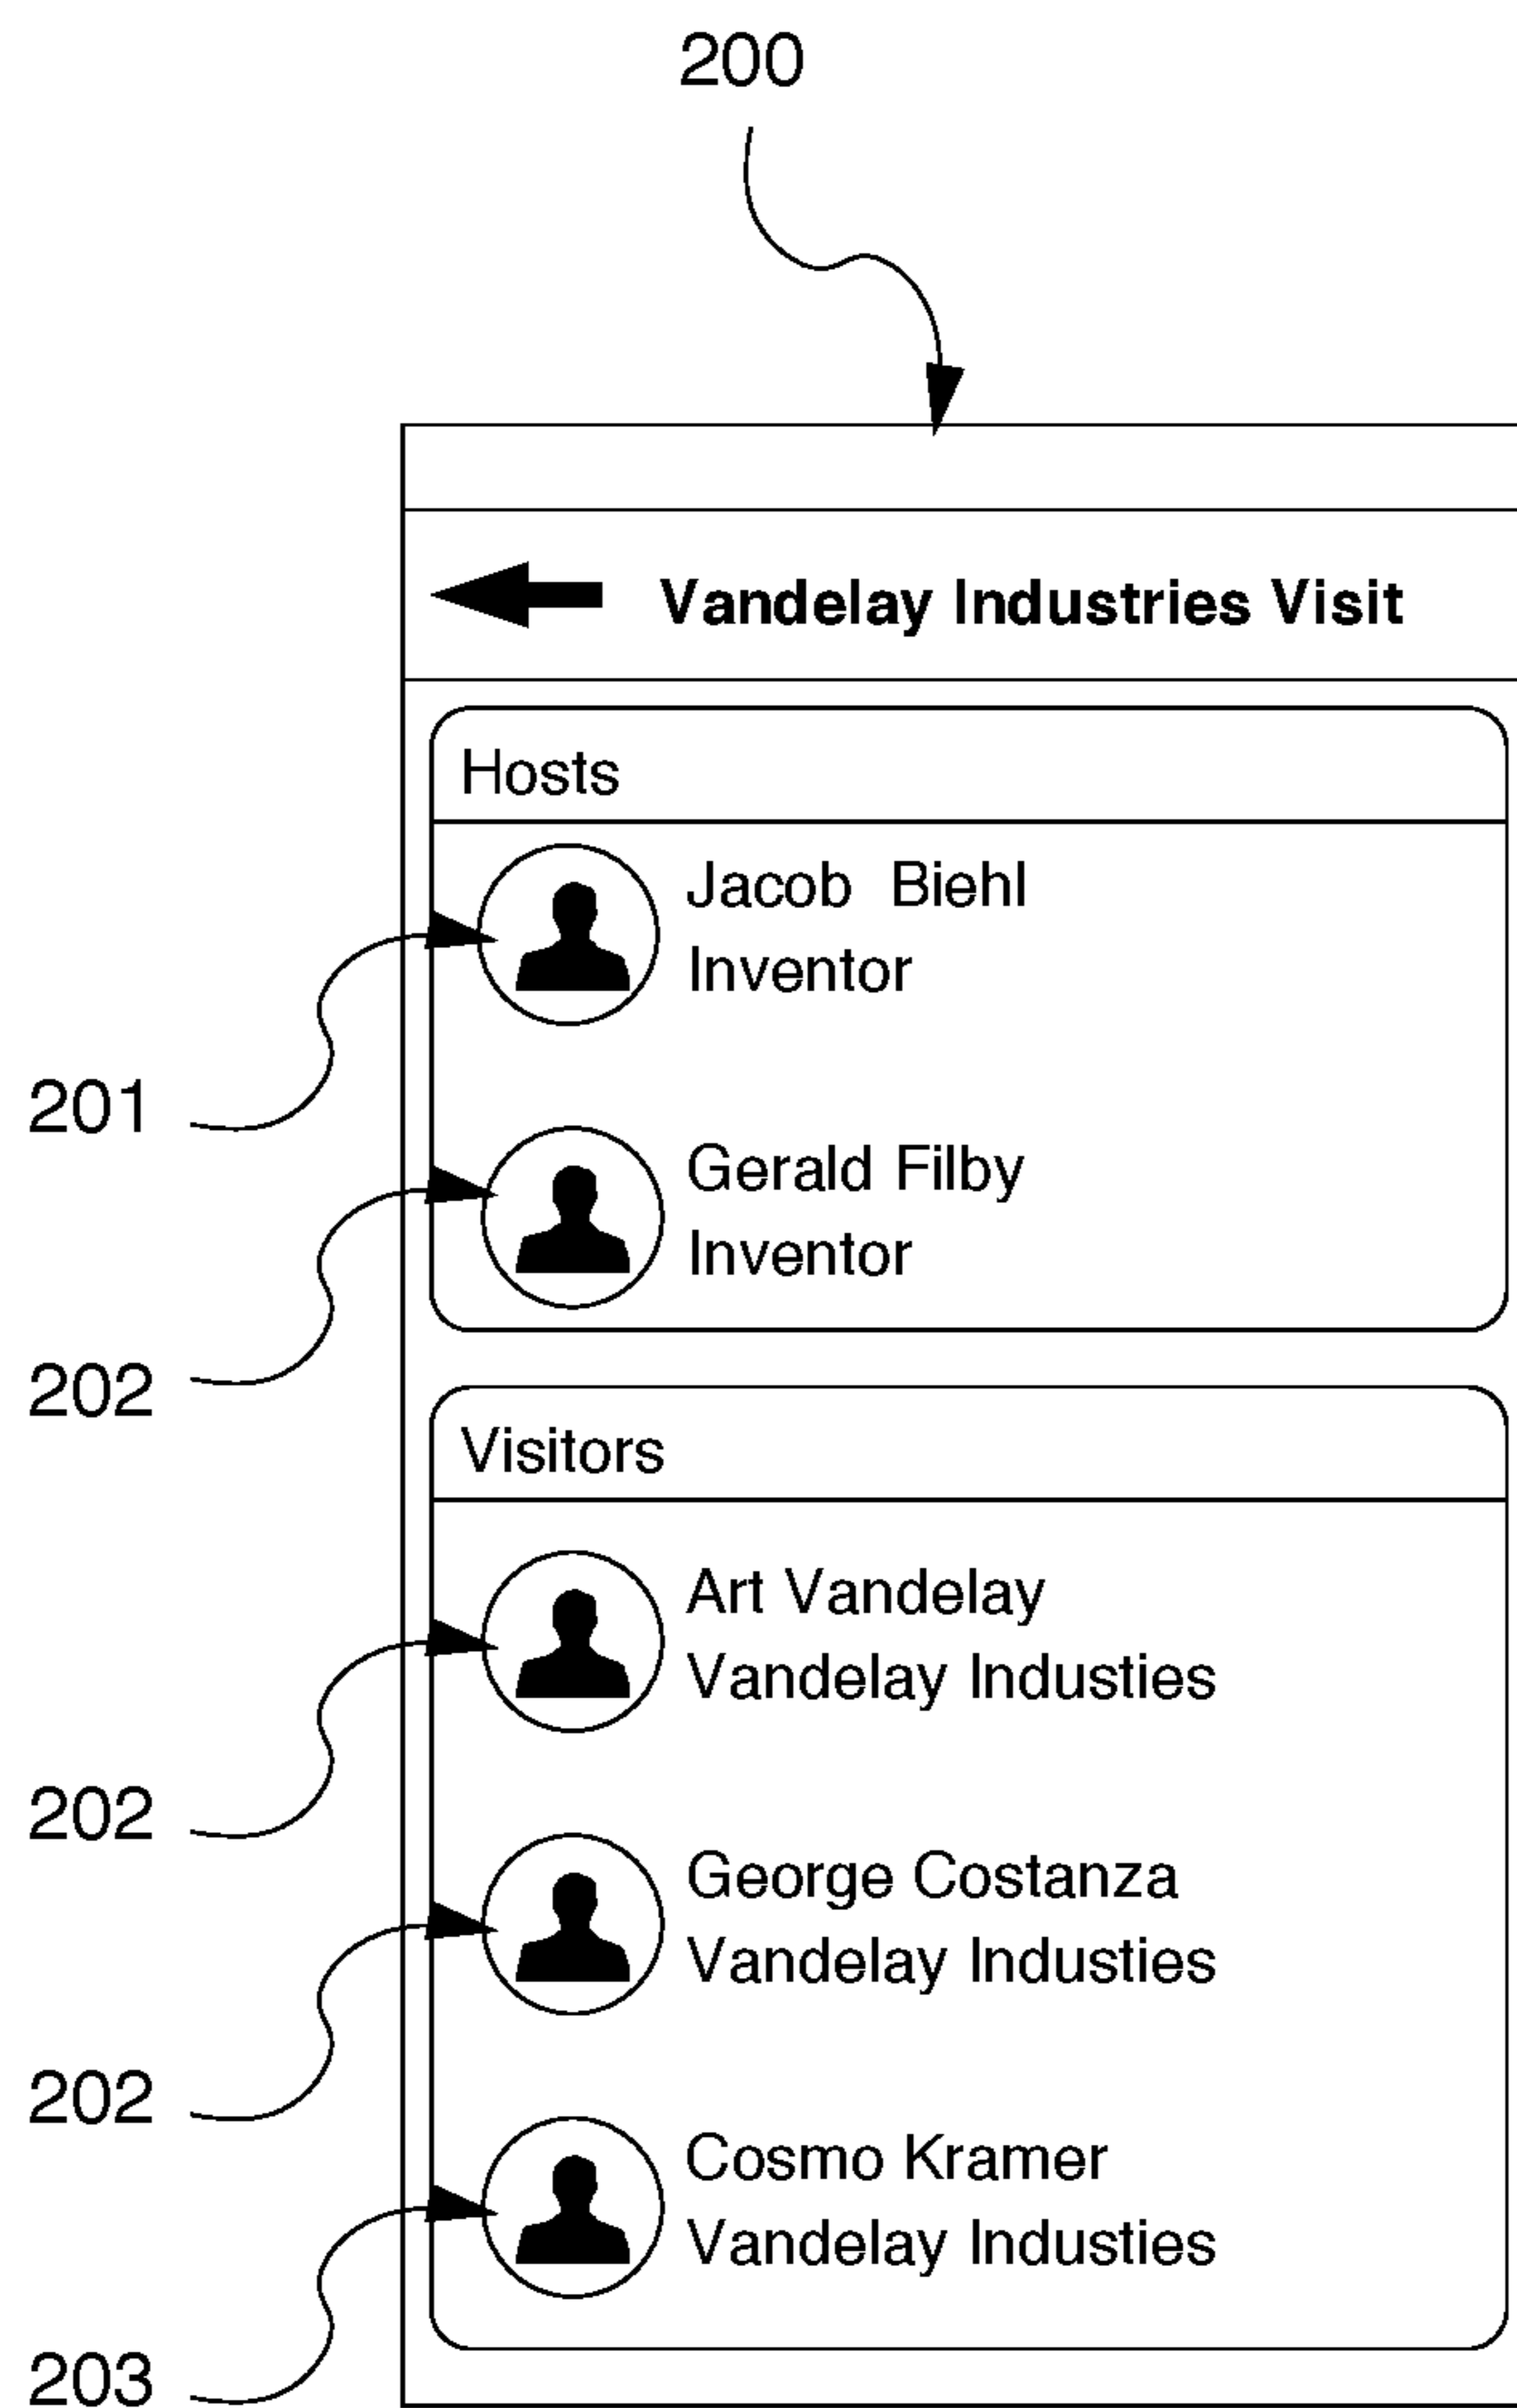 200
Vandelay Industries Visit
Hosts
Jacob Biehl
Inventor
201
Gerald Filby
Inventor
202
Visitors
Art Vandelay
Vandelay Industies
202
George Costanza
Vandelay Industies
202
Cosmo Kramer
Vandelay Industies
203